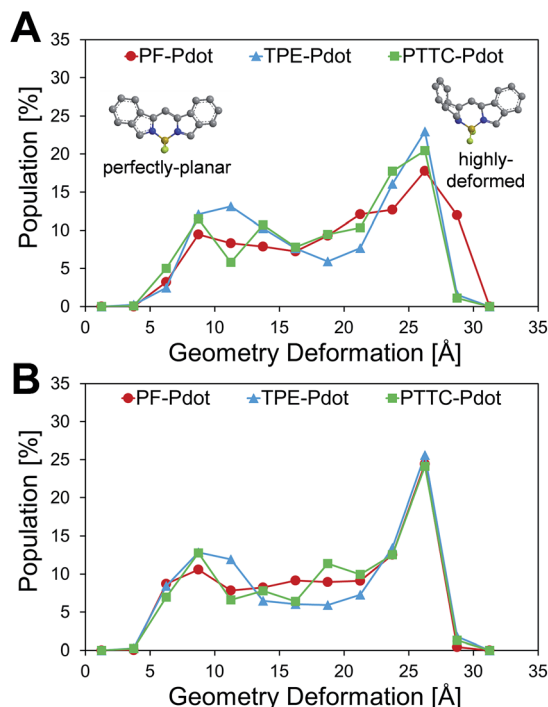 A
PF-Pdot TPE-Pdot PTTC-Pdot
perfectly-planar
highly-
deformed
Population [%]
35
30
25
20
15
10
5
0
0 5 10 15 20 25 30 35
Geometry Deformation [Å]
B
PF-Pdot TPE-Pdot PTTC-Pdot
Population [%]
35
30
25
20
15
10
5
0
0 5 10 15 20 25 30 35
Geometry Deformation [Å]